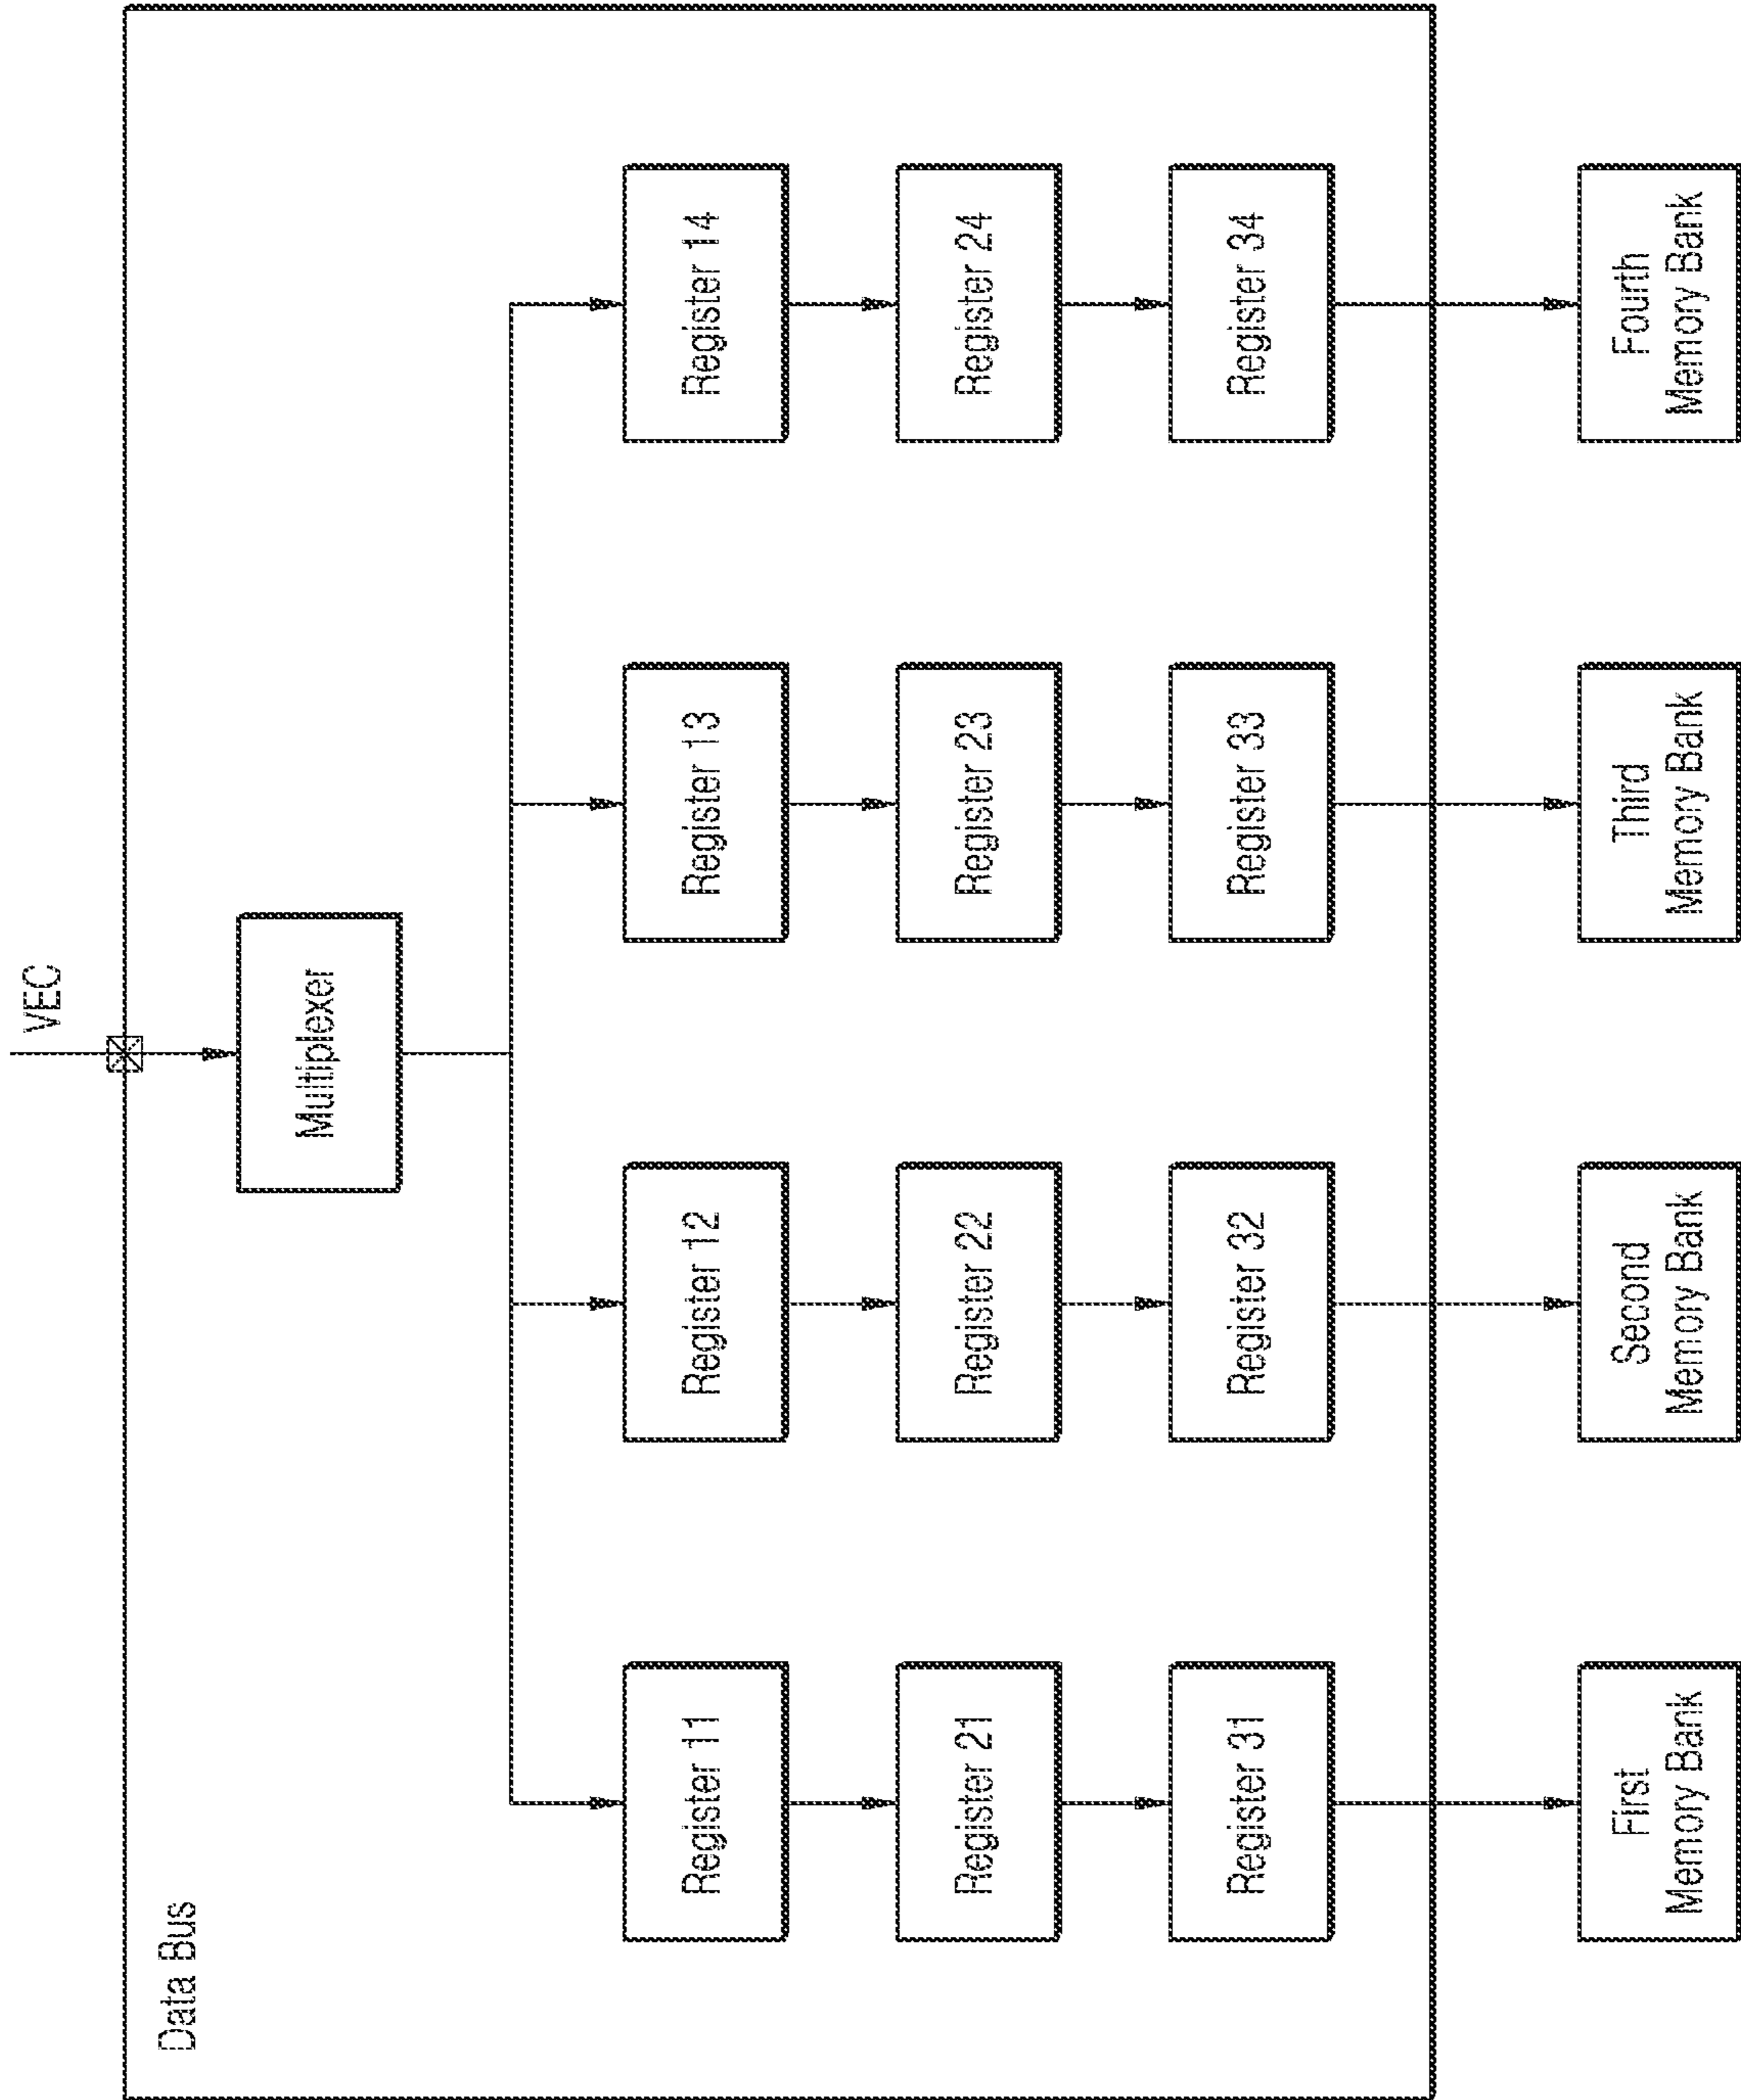 VEC
Data Bus
Multiplexer
Register 11
Register 12
Register 13
Register 14
Register 21
Register 22
Register 23
Register 24
Register 31
Register 32
Register 33
Register 34
First
Memory Bank
Second
Memory Bank
Third
Memory Bank
Fourth
Memory Bank